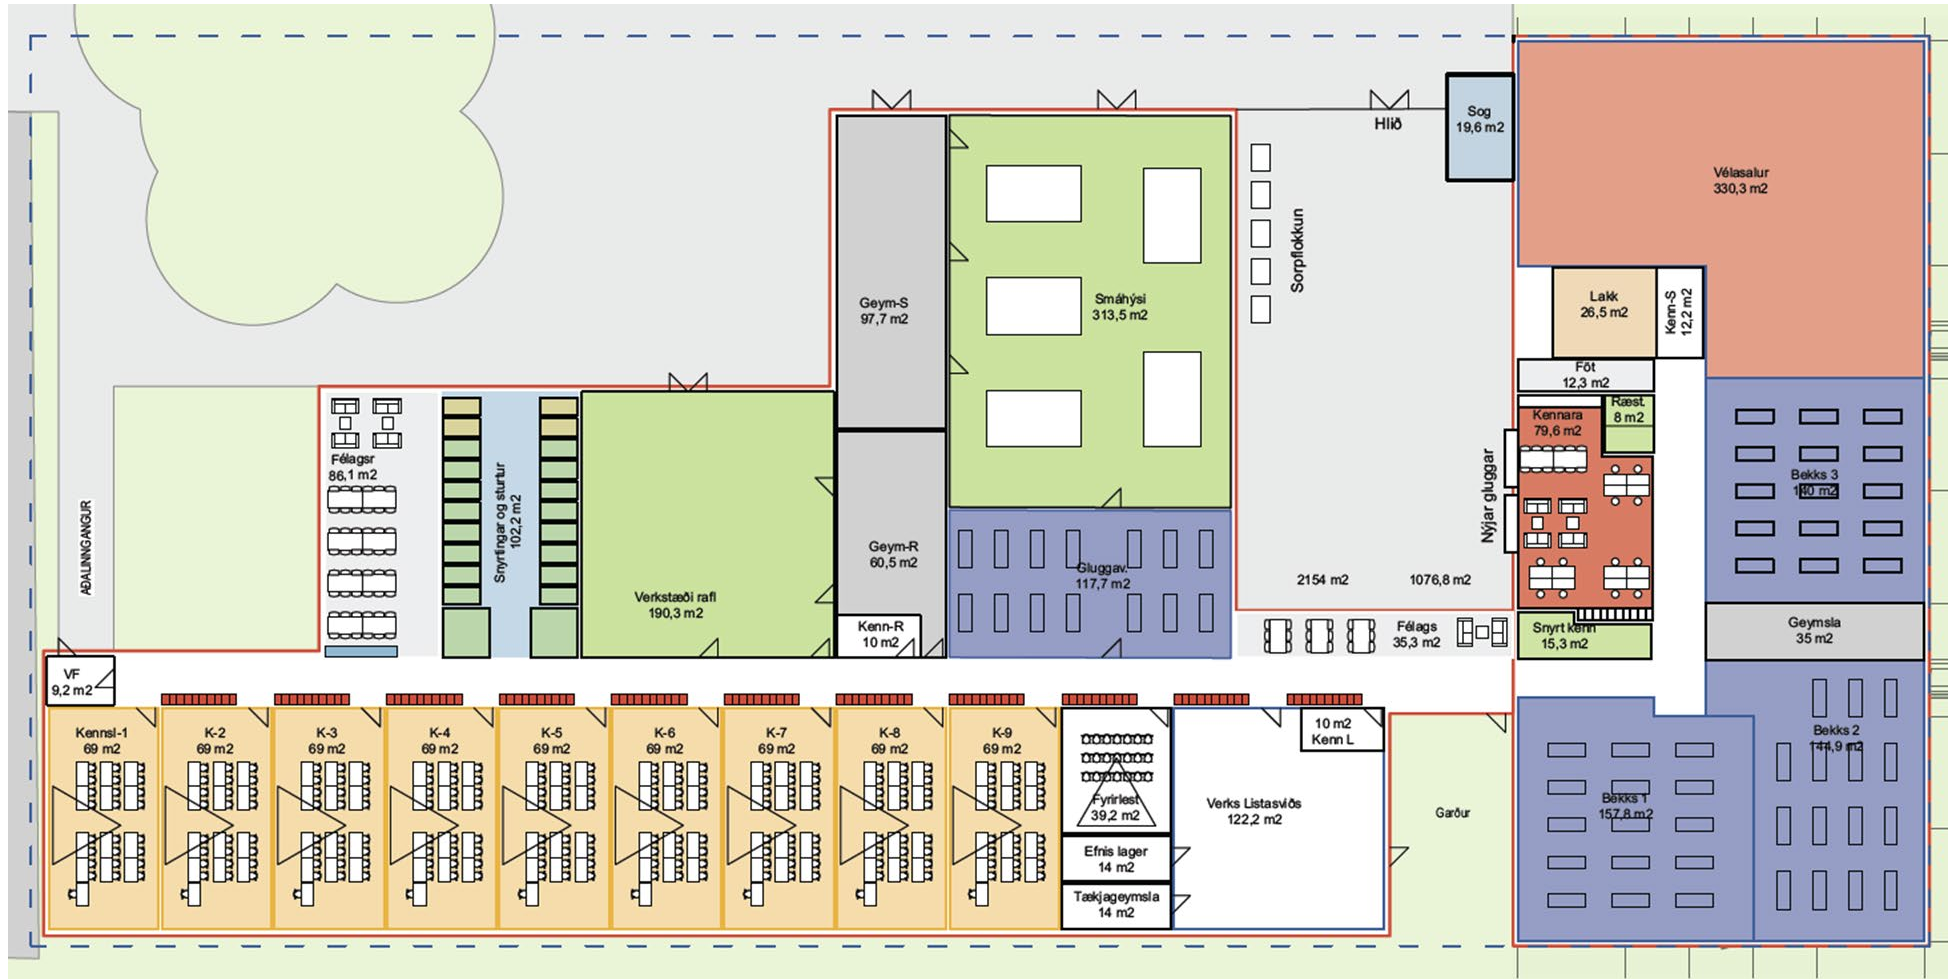 Hlið
Sog
19,6 m2
Vélasalur
330,3 m2
Sorpflokkun
Geym-S
97,7 m2
Smáhýsi
313,5 m2
Lakk
26,5 m2
Kenn-S
12,2 m2
Föt
12,3 m2
Kennara
79,6 m2
Ræst.
8 m2
Félagsr
86,1 m2
Snyrtingar og sturtur
102,2 m2
Nýjar gluggar
Bekks 3
140 m2
AÐALINNGANGUR
Verkstæði rafl
190,3 m2
Geym-R
60,5 m2
Gluggav.
117,7 m2
2154 m2
1076,8 m2
Kenn-R
10 m2
Félags
35,3 m2
Snyrt kenn
15,3 m2
Geymsla
35 m2
VF
9,2 m2
Kennsl-1
69 m2
K-2
69 m2
K-3
69 m2
K-4
69 m2
K-5
69 m2
K-6
69 m2
K-7
69 m2
K-8
69 m2
K-9
69 m2
10 m2
Kenn L
Fyrirlest
39,2 m2
Verks Listasviðs
122,2 m2
Garður
Bekks 1
157,8 m2
Bekks 2
144,9 m2
Efnis lager
14 m2
Tækjageymsla
14 m2